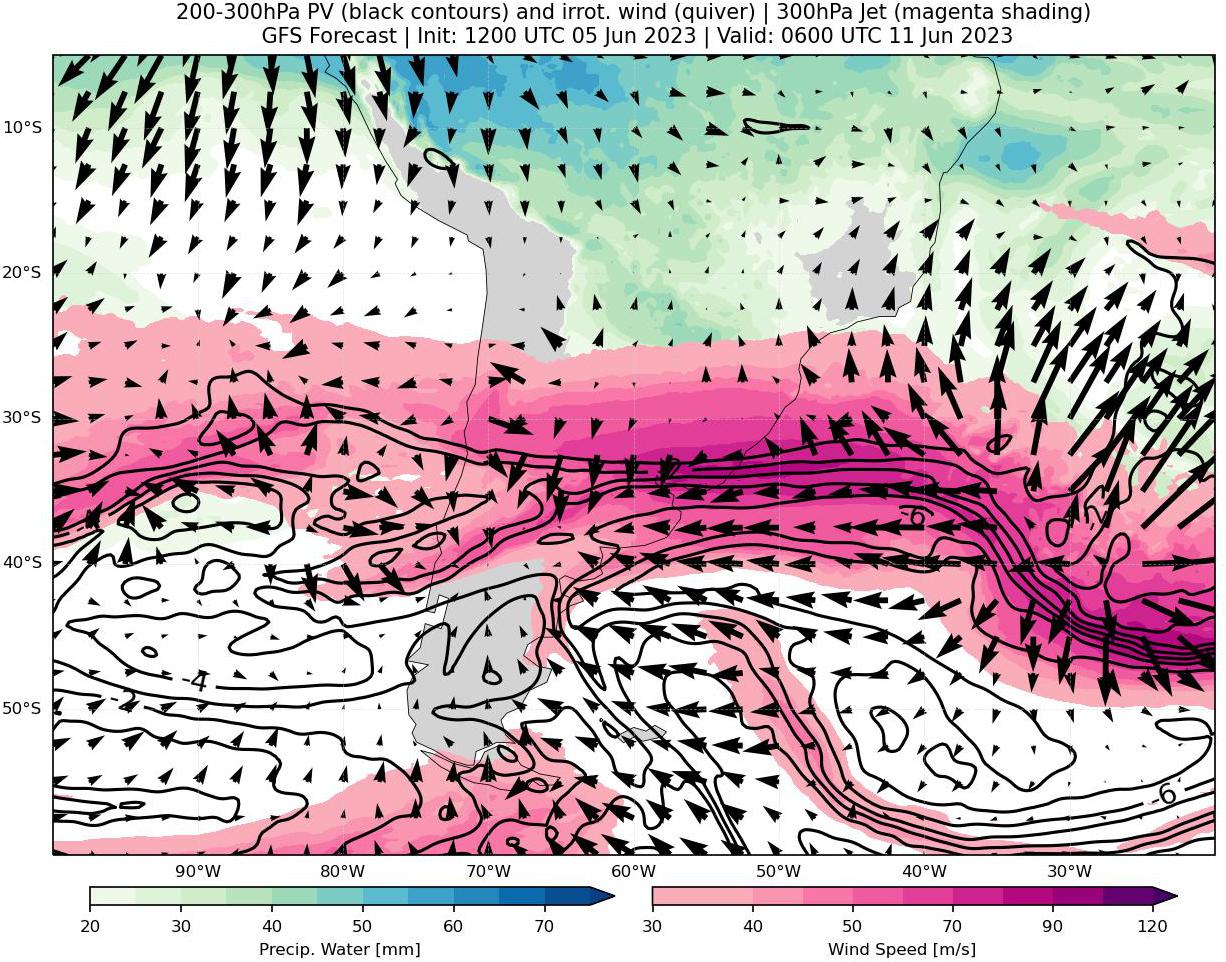 200-300hPa PV (black contours) and irrot. wind (quiver) | 300hPa Jet (magenta shading)
GFS Forecast | Init: 1200 UTC 05 Jun 2023 | Valid: 0600 UTC 11 Jun 2023
10°S
20°S
30°S
-6
-2
40°S
-4
-2
50°S
-6
90°W 80°W 70°W 60°W 50°W 40°W 30°W
20 30 40 50 60 70
30 40 50 70 90 120
Precip. Water [mm]
Wind Speed [m/s]